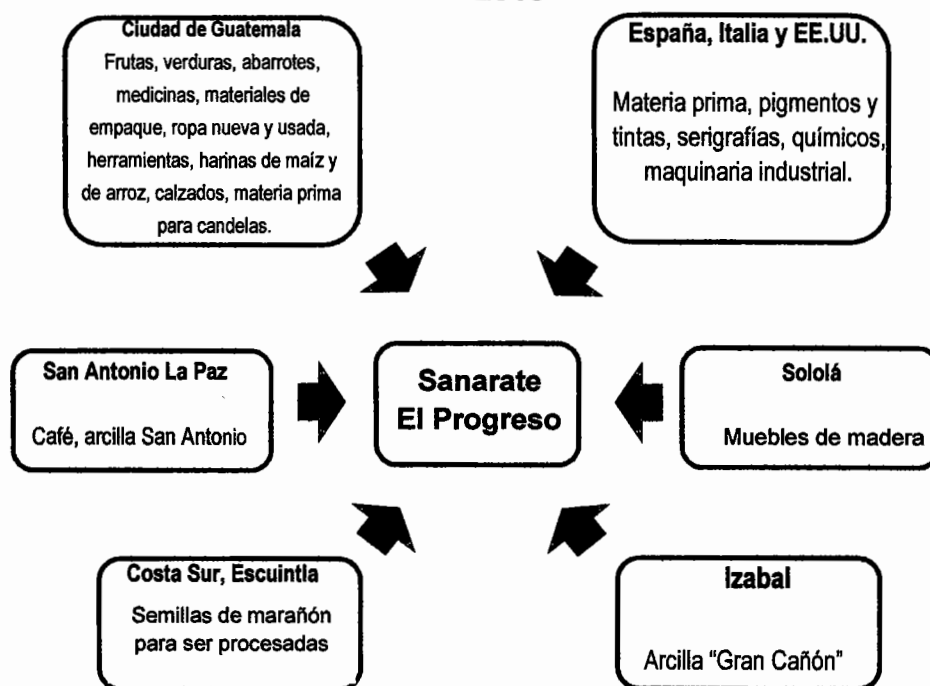 Ciudad de Guatemala
Frutas, verduras, abarrotes,
medicinas, materiales de
empaque, ropa nueva y usada,
herramientas, harinas de maíz y
de arroz, calzados, materia prima
para candelas.
España, Italia y EE.UU.
Materia prima, pigmentos y
tintas, serigrafías, químicos,
maquinaria industrial.
San Antonio La Paz
Café, arcilla San Antonio
Sanarate
El Progreso
Sololá
Muebles de madera
Costa Sur, Escuintla
Semillas de marañón
para ser procesadas
Izabal
Arcilla “Gran Cañón”